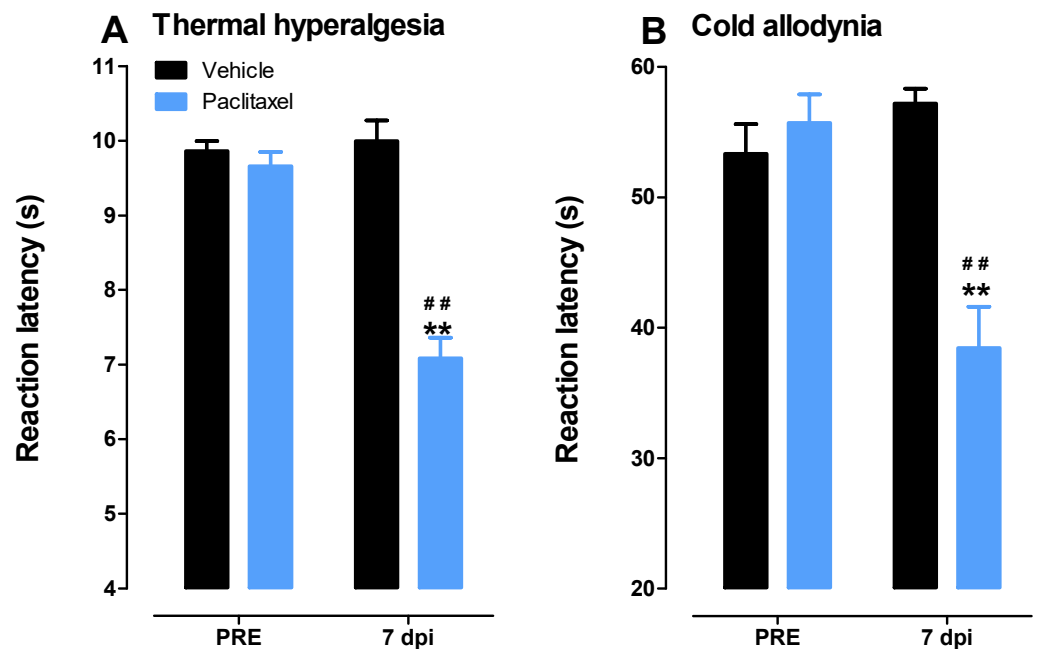 A Thermal hyperalgesia
Vehicle
Paclitaxel
Reaction latency (s)
11
10
9
8
7
6
5
4
##
**
PRE
7 dpi
B Cold allodynia
Reaction latency (s)
60
50
40
30
20
##
**
PRE
7 dpi